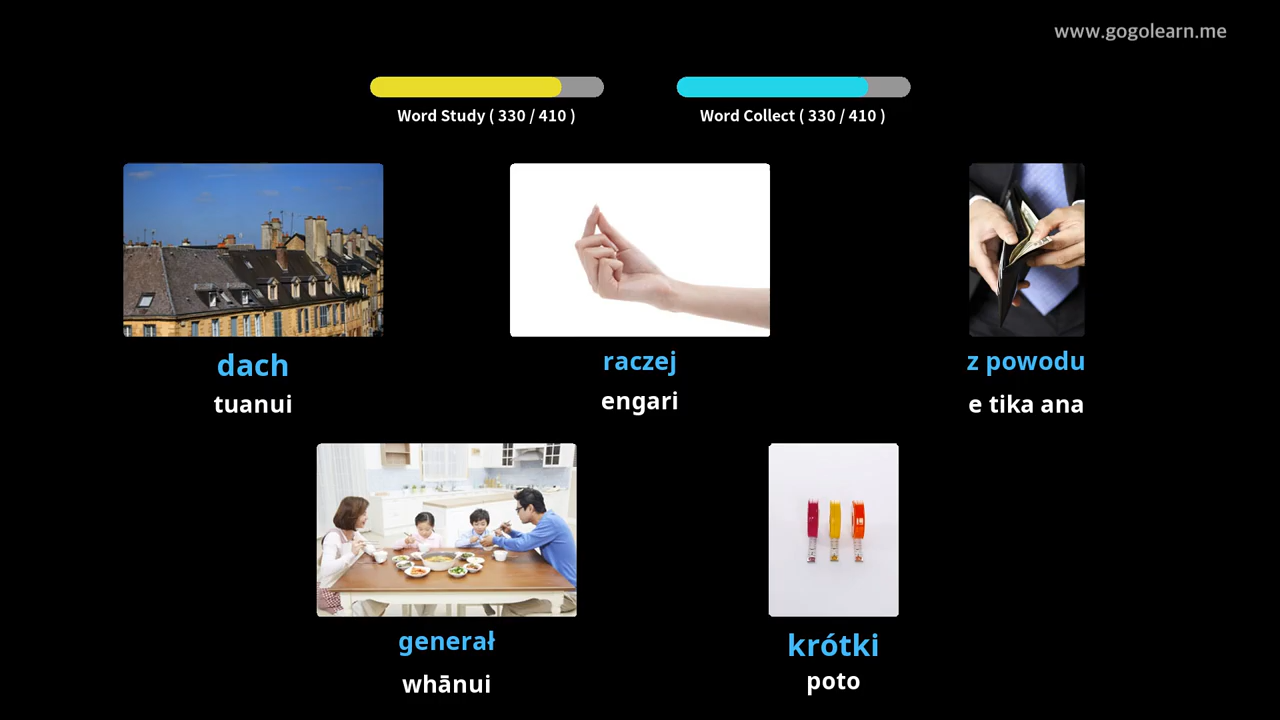 www.gogolearn.me
Word Study ( 330 / 410 )
Word Collect ( 330 / 410 )
dach
tuanui
raczej
engari
z powodu
e tika ana
generał
whānui
krótki
poto